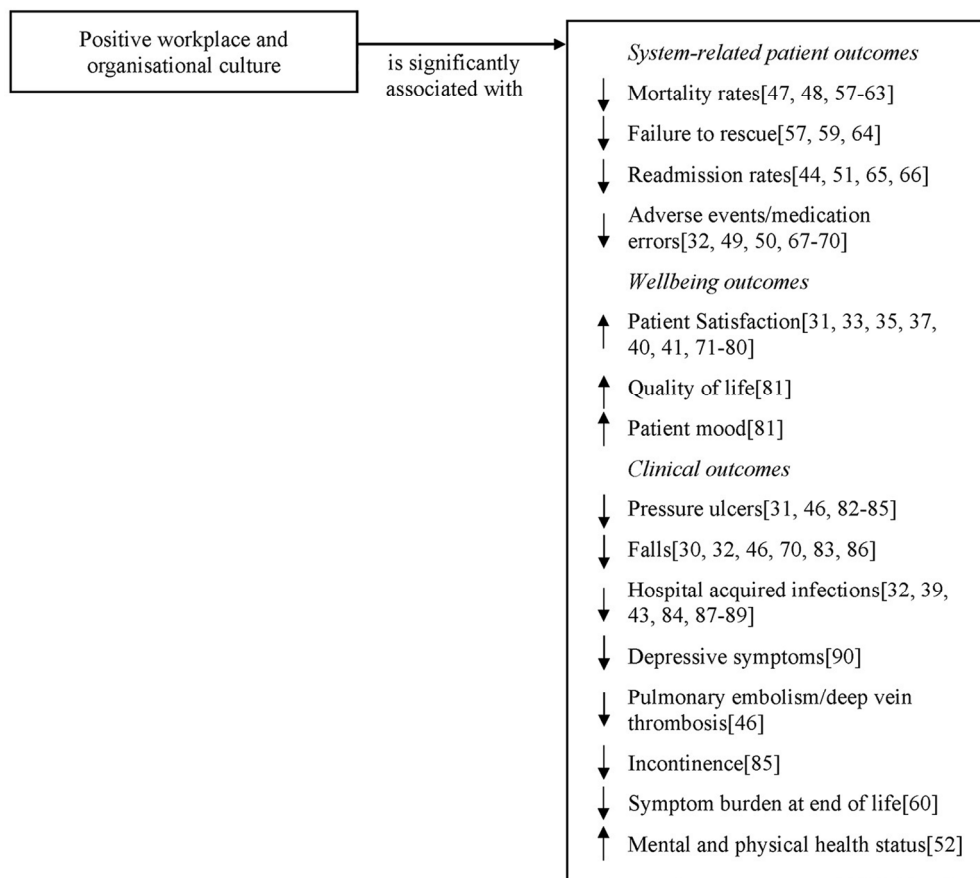 Positive workplace and
organisational culture
is significantly
associated with
System-related patient outcomes
Mortality rates[47, 48, 57-63]
Failure to rescue[57, 59, 64]
Readmission rates[44, 51, 65, 66]
Adverse events/medication
errors[32, 49, 50, 67-70]
Wellbeing outcomes
Patient Satisfaction[31, 33, 35, 37,
40, 41, 71-80]
Quality of life[81]
Patient mood[81]
Clinical outcomes
Pressure ulcers[31, 46, 82-85]
Falls[30, 32, 46, 70, 83, 86]
Hospital acquired infections[32, 39,
43, 84, 87-89]
Depressive symptoms[90]
Pulmonary embolism/deep vein
thrombosis[46]
Incontinence[85]
Symptom burden at end of life[60]
Mental and physical health status[52]